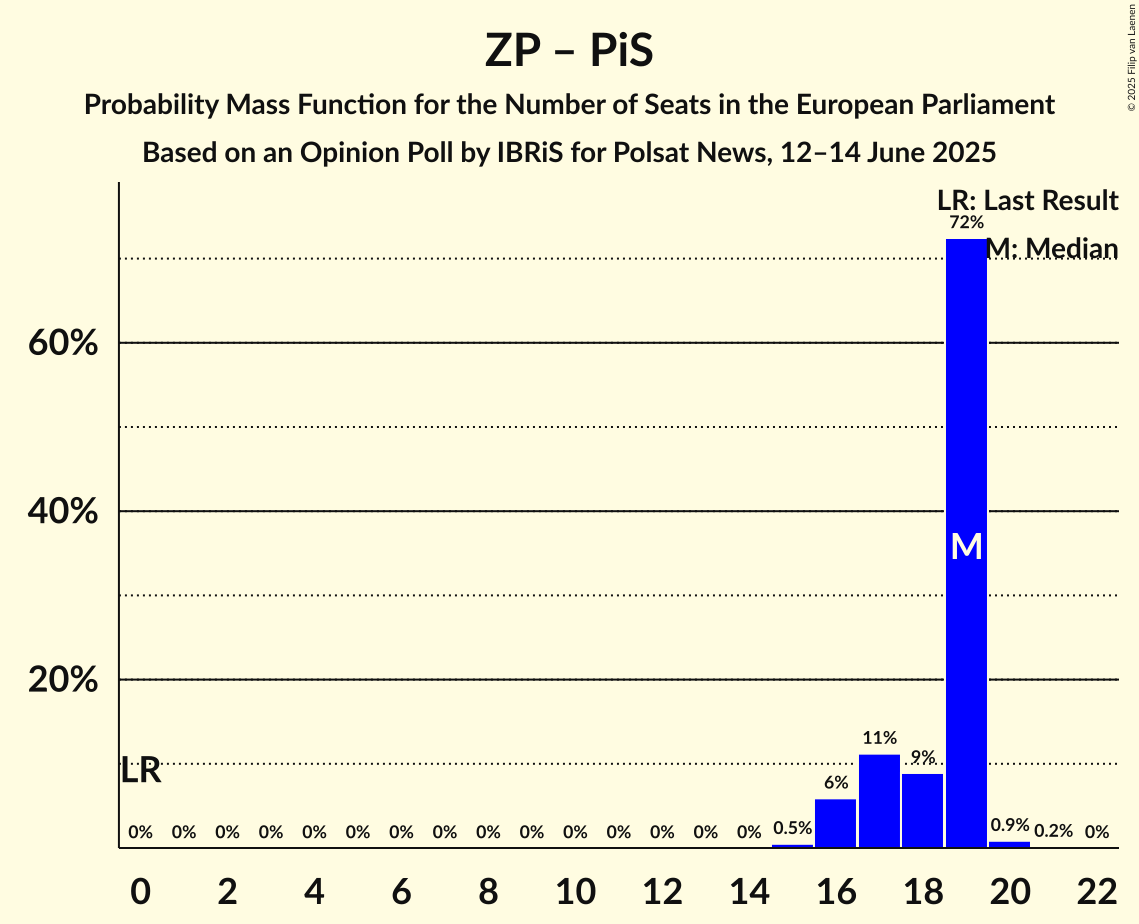 ZP – PiS
Probability Mass Function for the Number of Seats in the European Parliament
Based on an Opinion Poll by IBRiS for Polsat News, 12–14 June 2025
© 2025 Filip van Laenen
LR: Last Result
M: Median
72%
60%
40%
20%
M
LR
0% 0% 0% 0% 0% 0% 0% 0% 0% 0% 0% 0% 0% 0% 0% 0.5% 6% 11% 9% 0.9% 0.2% 0%
0 2 4 6 8 10 12 14 16 18 20 22